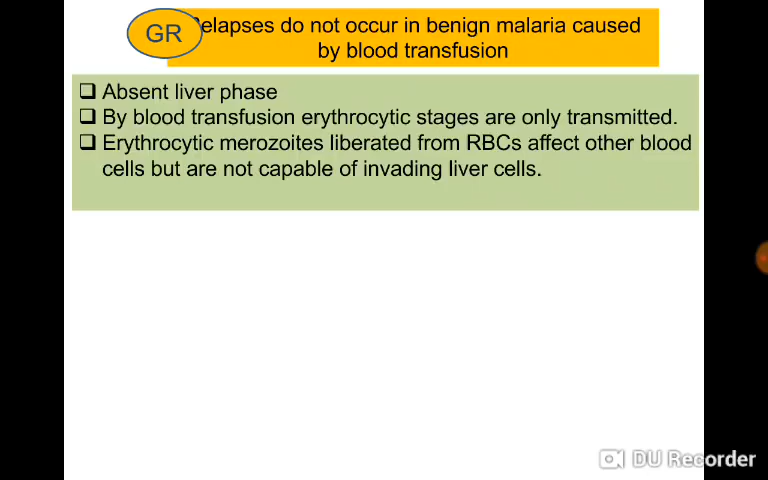 GR
Relapses do not occur in benign malaria caused
by blood transfusion
❑ Absent liver phase
❑ By blood transfusion erythrocytic stages are only transmitted.
❑ Erythrocytic merozoites liberated from RBCs affect other blood
cells but are not capable of invading liver cells.
DU Recorder